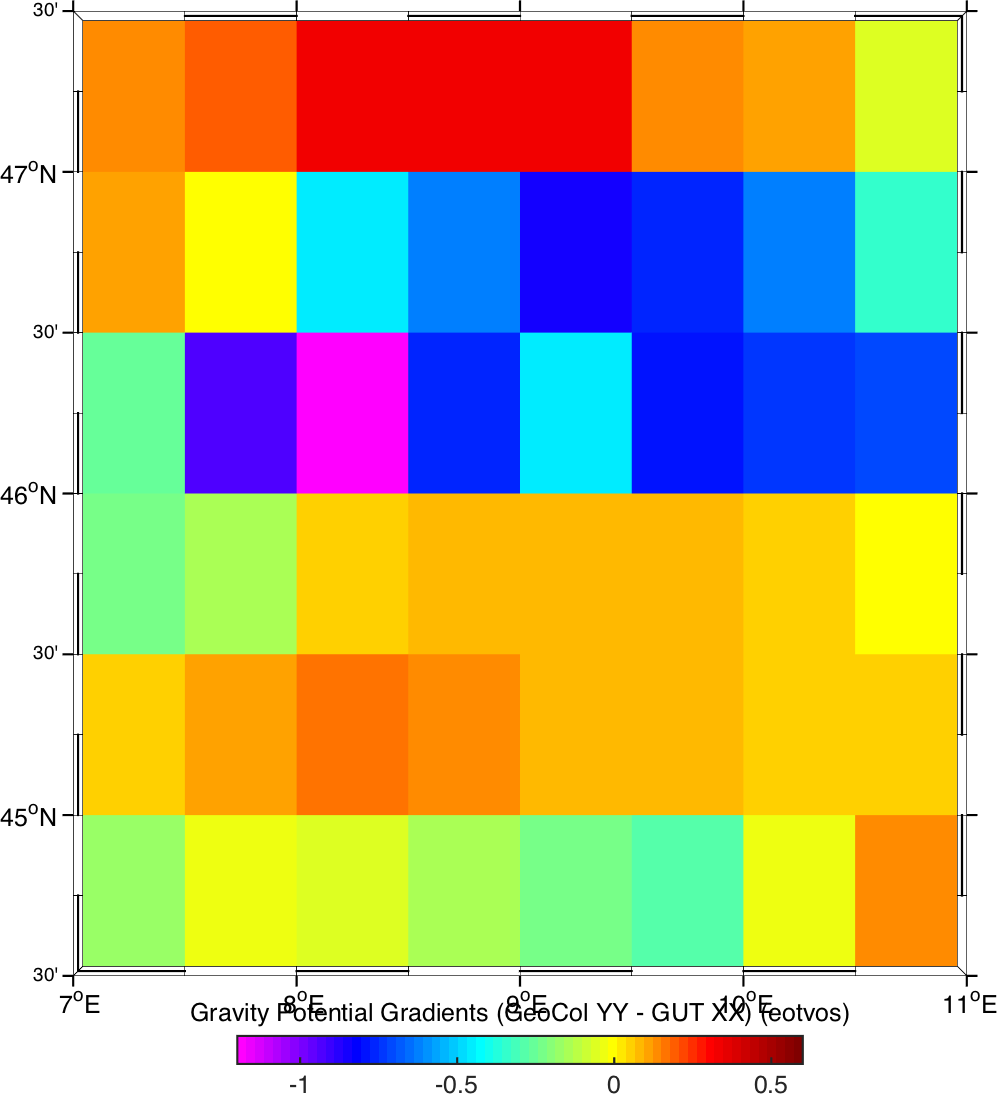 30'
47°N
30'
46°N
30'
45°N
30'
7°E 8°E 9°E 10°E 11°E
Gravity Potential Gradients (GeoCol YY - GUT XX) (eotvos)
-1 -0.5 0 0.5